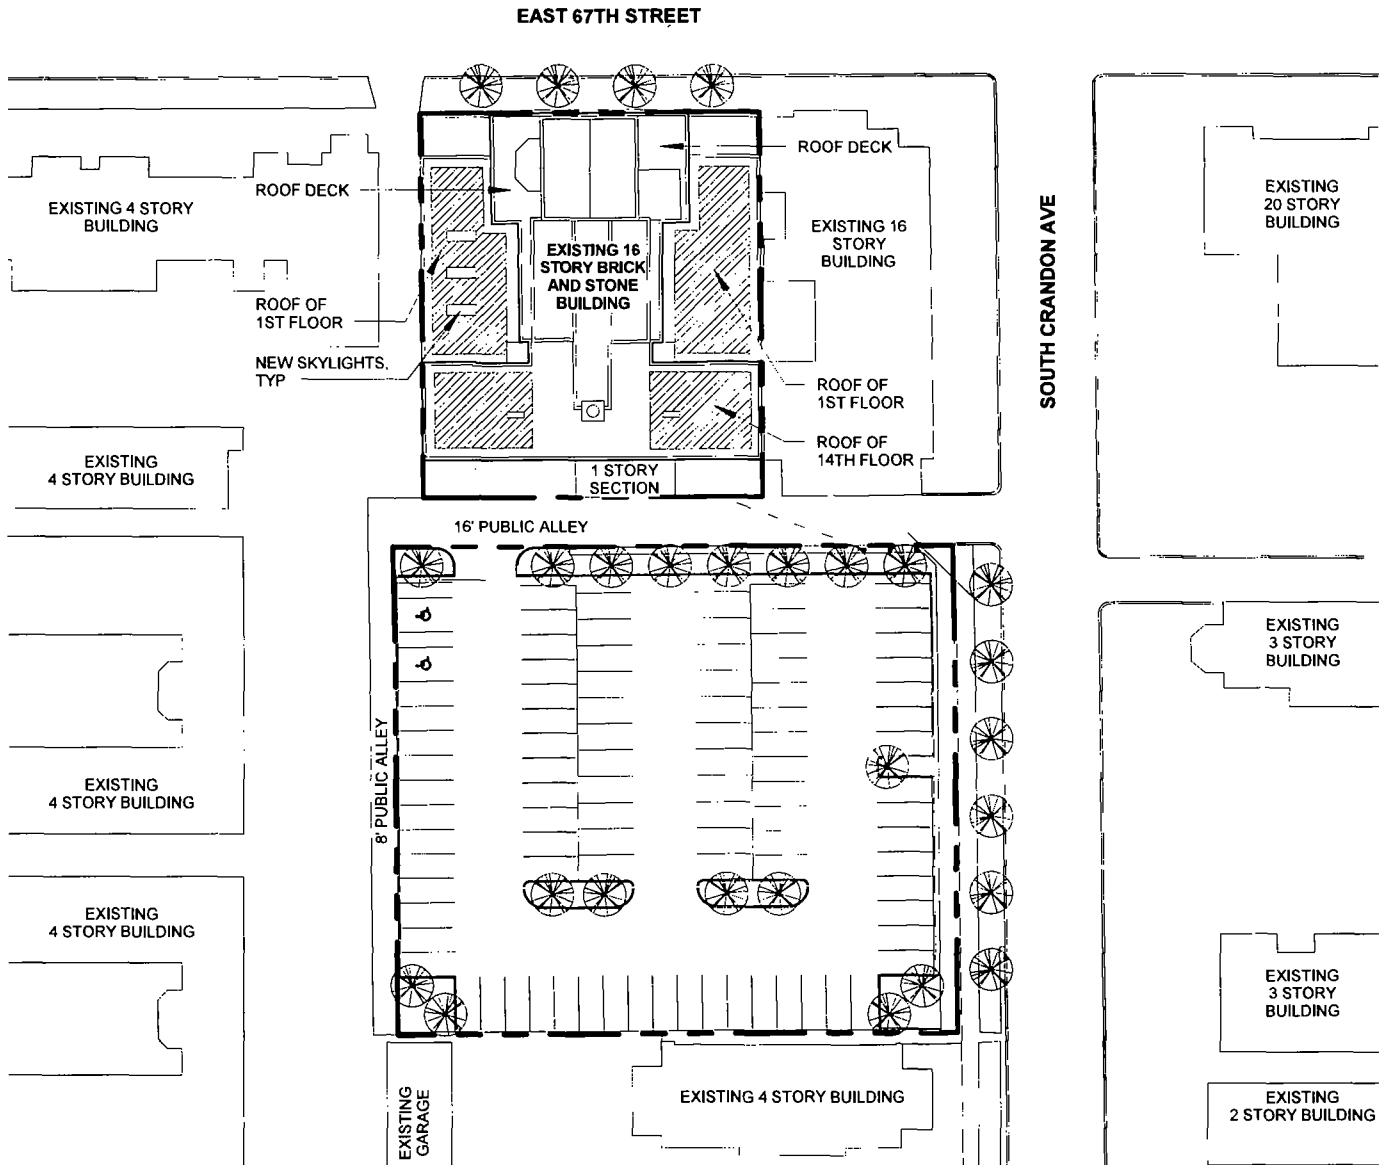 EAST 67TH STREET
ROOF DECK
EXISTING
20 STORY
BUILDING
ROOF DECK
EXISTING 4 STORY
BUILDING
SOUTH CRANDON AVE
EXISTING 16
STORY
BUILDING
EXISTING 16
STORY BRICK
AND STONE
BUILDING
ROOF OF
1ST FLOOR
NEW SKYLIGHTS,
TYP
ROOF OF
1ST FLOOR
ROOF OF
14TH FLOOR
EXISTING
4 STORY BUILDING
1 STORY
SECTION
16' PUBLIC ALLEY
EXISTING
3 STORY
BUILDING
8' PUBLIC ALLEY
EXISTING
4 STORY BUILDING
EXISTING
4 STORY BUILDING
EXISTING
3 STORY
BUILDING
EXISTING
GARAGE
EXISTING 4 STORY BUILDING
EXISTING
2 STORY BUILDING